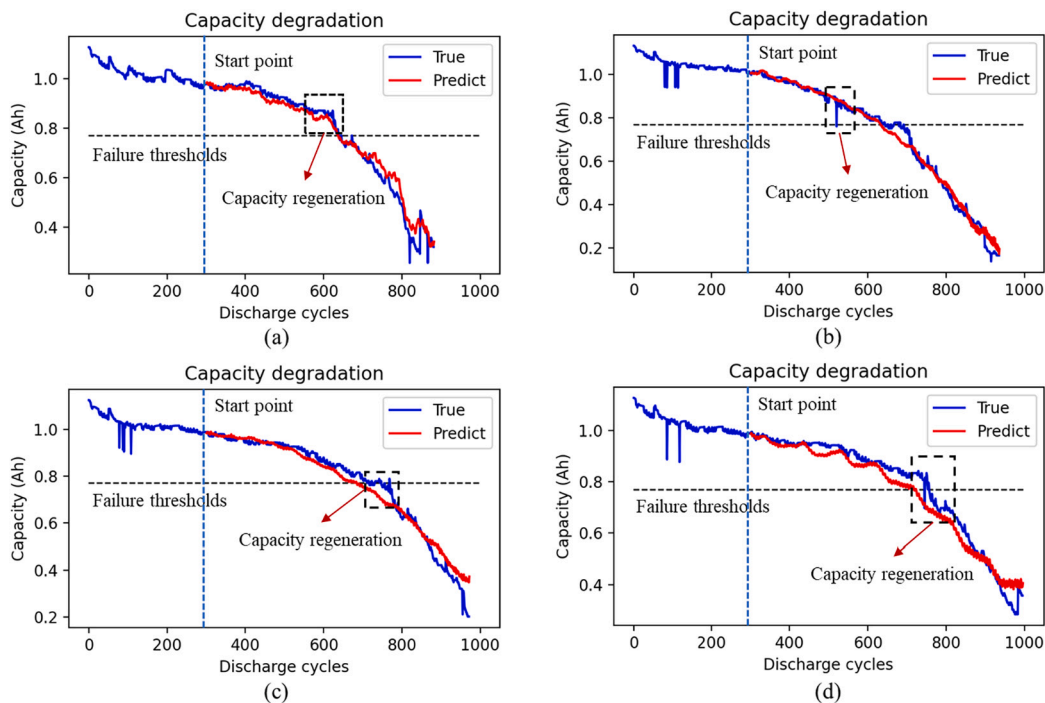 Capacity degradation
Start point
True
Predict
Failure thresholds
Capacity regeneration
Capacity (Ah)
1.0
0.8
0.6
0.4
0 200 400 600 800 1000
Discharge cycles
(a)
Capacity degradation
Start point
True
Predict
Failure thresholds
Capacity regeneration
Capacity (Ah)
1.0
0.8
0.6
0.4
0.2
0 200 400 600 800 1000
Discharge cycles
(b)
Capacity degradation
Start point
True
Predict
Failure thresholds
Capacity regeneration
Capacity (Ah)
1.0
0.8
0.6
0.4
0.2
0 200 400 600 800 1000
Discharge cycles
(c)
Capacity degradation
Start point
True
Predict
Failure thresholds
Capacity regeneration
Capacity (Ah)
1.0
0.8
0.6
0.4
0 200 400 600 800 1000
Discharge cycles
(d)